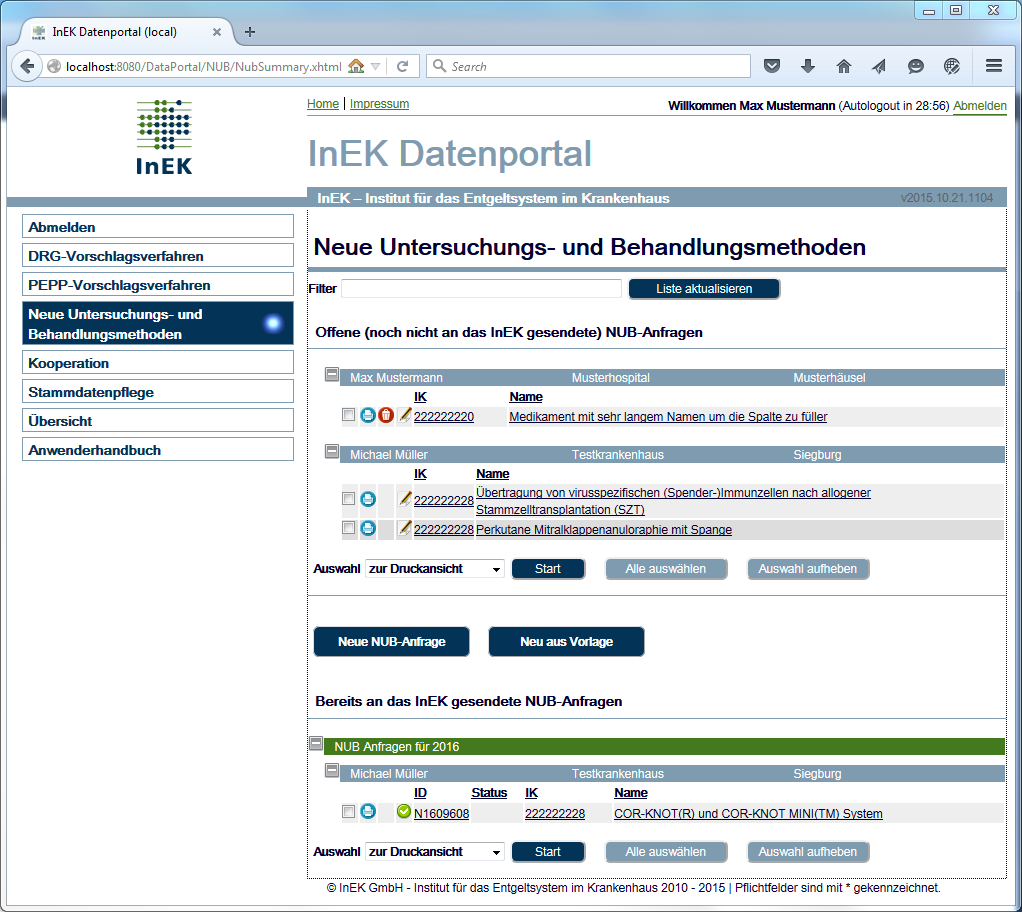 InEK Datenportal (local)
localhost:8080/DataPortal/NUB/NubSummary.xhtml
Search
InEK
Home | Impressum
Willkommen Max Mustermann (Autologout in 28:56) Abmelden
InEK Datenportal
InEK – Institut für das Entgeltsystem im Krankenhaus v2015.10.21.1104
Abmelden
DRG-Vorschlagsverfahren
PEPP-Vorschlagsverfahren
Neue Untersuchungs- und
Behandlungsmethoden
Kooperation
Stammdatenpflege
Übersicht
Anwenderhandbuch
Neue Untersuchungs- und Behandlungsmethoden
Filter Liste aktualisieren
Offene (noch nicht an das InEK gesendete) NUB-Anfragen
Max Mustermann Musterhospital Musterhäusel
IK Name
222222220 Medikament mit sehr langem Namen um die Spalte zu füller
Michael Müller Testkrankenhaus Siegburg
IK Name
222222228 Übertragung von virusspezifischen (Spender-)Immunzellen nach allogener
Stammzelltransplantation (SZT)
222222228 Perkutane Mitralklappenanuloraphie mit Spange
Auswahl zur Druckansicht Start Alle auswählen Auswahl aufheben
Neue NUB-Anfrage Neu aus Vorlage
Bereits an das InEK gesendete NUB-Anfragen
NUB Anfragen für 2016
Michael Müller Testkrankenhaus Siegburg
ID Status IK Name
N1609608 222222228 COR-KNOT(R) und COR-KNOT MINI(TM) System
Auswahl zur Druckansicht Start Alle auswählen Auswahl aufheben
© InEK GmbH - Institut für das Entgeltsystem im Krankenhaus 2010 - 2015 | Pflichtfelder sind mit * gekennzeichnet.